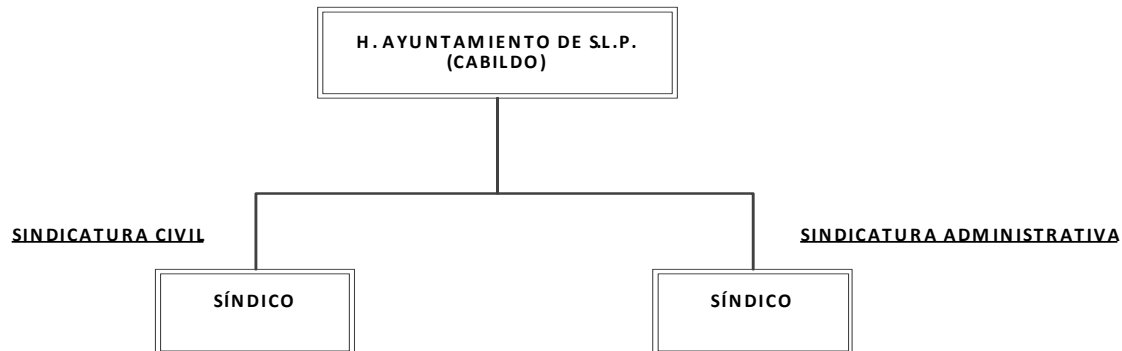 H. AYUNTAMIENTO DE S.L.P.
(CABILDO)
SINDICATURA CIVIL
SINDICATURA ADMINISTRATIVA
SÍNDICO
SÍNDICO